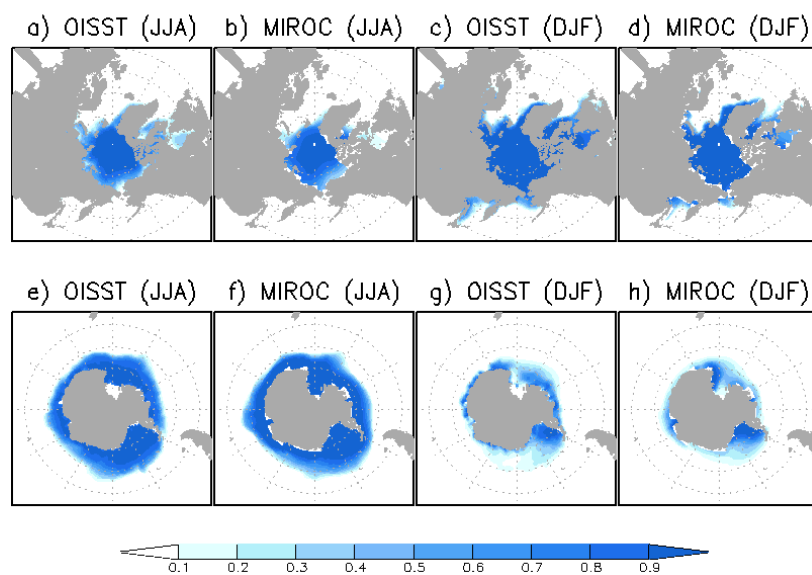 a) OISST (JJA) b) MIROC (JJA) c) OISST (DJF) d) MIROC (DJF)
e) OISST (JJA) f) MIROC (JJA) g) OISST (DJF) h) MIROC (DJF)
0.1 0.2 0.3 0.4 0.5 0.6 0.7 0.8 0.9